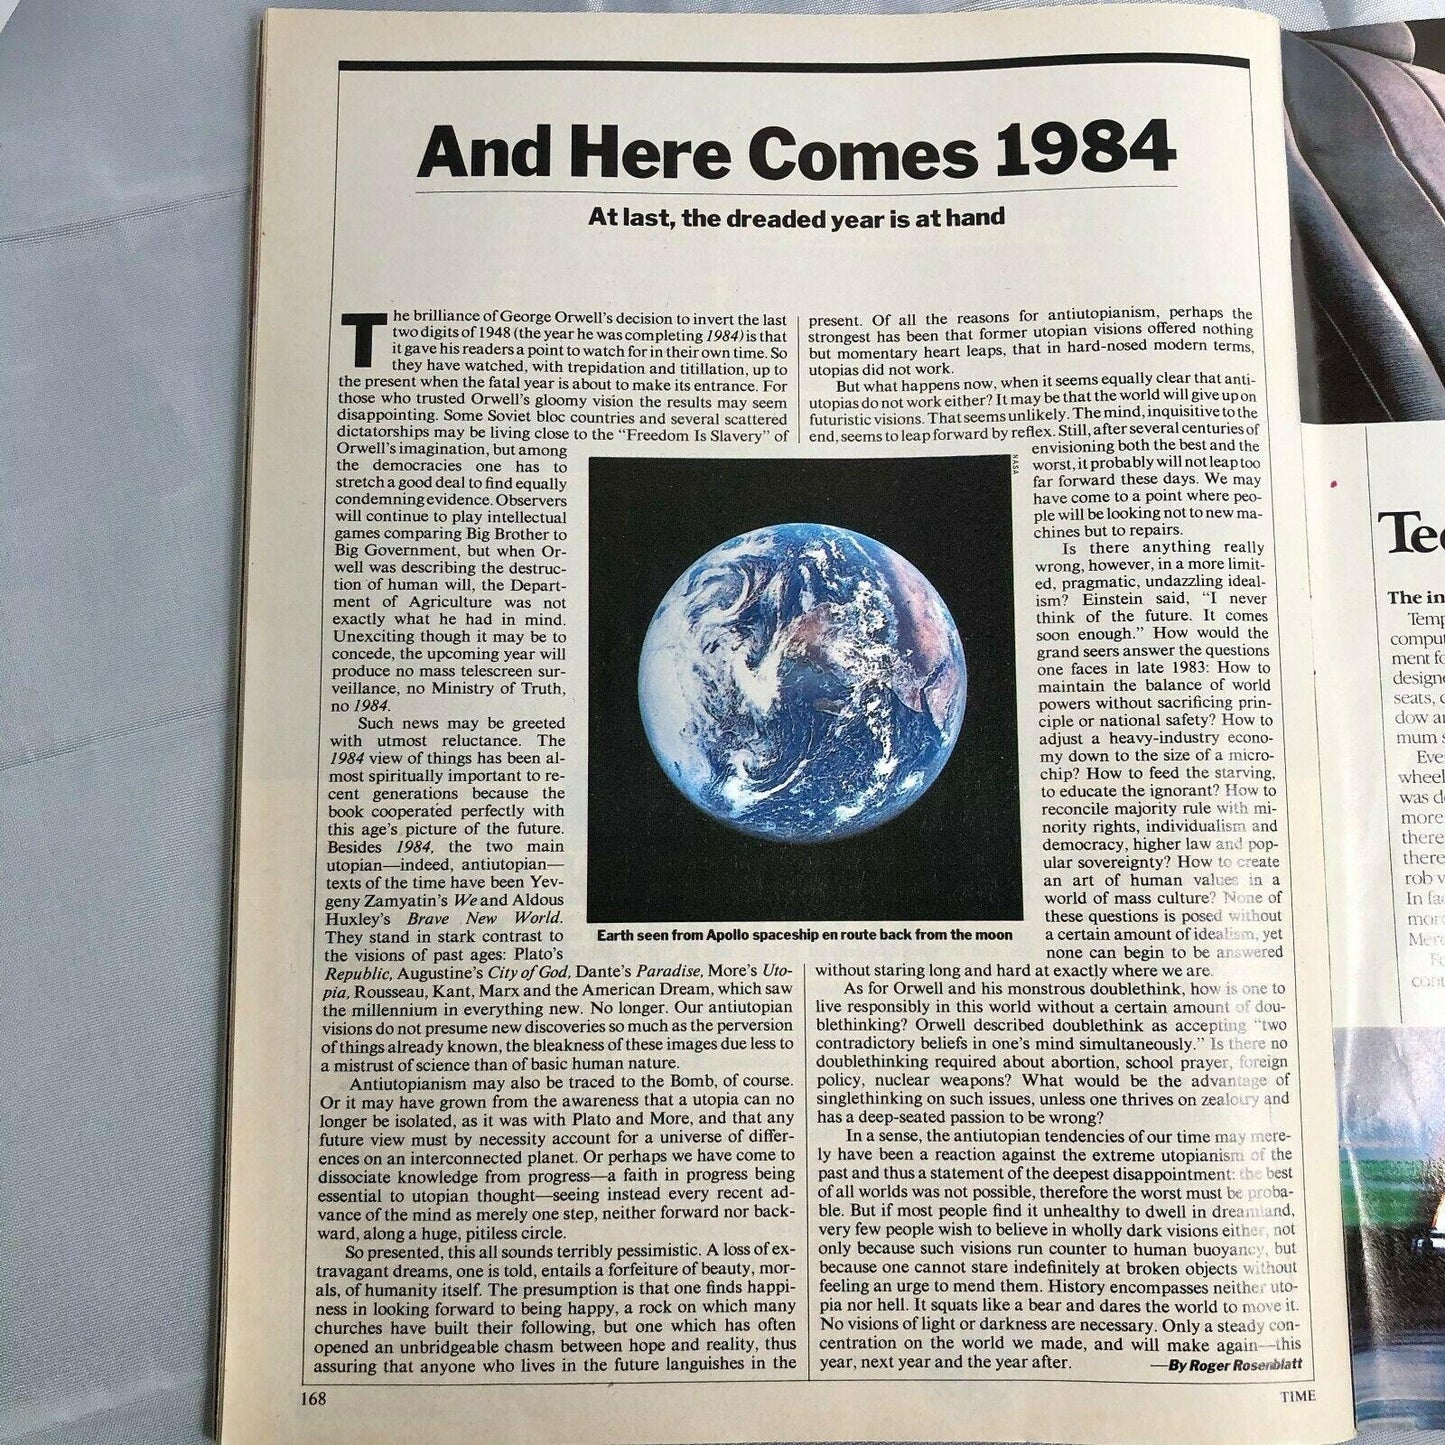 And Here Comes 1984
At last, the dreaded year is at hand
The brilliance of George Orwell's decision to invert the last
two digits of 1948 (the year he was completing 1984) is that
it gave his readers a point to watch for in their own time. So
they have watched, with trepidation and titillation, up to
the present when the fatal year is about to make its entrance. For
those who trusted Orwell's gloomy vision the results may seem
disappointing. Some Soviet bloc countries and several scattered
dictatorships may be living close to the "Freedom Is Slavery" of
Orwell's imagination, but among
the democracies one has to
stretch a good deal to find equally
condemning evidence. Observers
will continue to play intellectual
games comparing Big Brother to
Big Government, but when Or-
well was describing the destruc-
tion of human will, the Depart-
ment of Agriculture was not
exactly what he had in mind.
Unexciting though it may be to
concede, the upcoming year will
produce no mass telescreen sur-
veillance, no Ministry of Truth,
no 1984.
Such news may be greeted
with utmost reluctance. The
1984 view of things has been al-
most spiritually important to re-
cent generations because the
book cooperated perfectly with
this age's picture of the future.
Besides 1984, the two main
utopian—indeed, antiutopian—
texts of the time have been Yev-
geny Zamyatin's We and Aldous
Huxley's Brave New World.
They stand in stark contrast to
the visions of past ages: Plato's
Republic, Augustine's City of God, Dante's Paradise, More's Uto-
pia, Rousseau, Kant, Marx and the American Dream, which saw
the millennium in everything new. No longer. Our antiutopian
visions do not presume new discoveries so much as the perversion
of things already known, the bleakness of these images due less to
a mistrust of science than of basic human nature.
Antiutopianism may also be traced to the Bomb, of course.
Or it may have grown from the awareness that a utopia can no
longer be isolated, as it was with Plato and More, and that any
future view must by necessity account for a universe of differ-
ences on an interconnected planet. Or perhaps we have come to
dissociate knowledge from progress—a faith in progress being
essential to utopian thought—seeing instead every recent ad-
vance of the mind as merely one step, neither forward nor back-
ward, along a huge, pitiless circle.
So presented, this all sounds terribly pessimistic. A loss of ex-
travagant dreams, one is told, entails a forfeiture of beauty, mor-
als, of humanity itself. The presumption is that one finds happi-
ness in looking forward to being happy, a rock on which many
churches have built their following, but one which has often
opened an unbridgeable chasm between hope and reality, thus
assuring that anyone who lives in the future languishes in the
present. Of all the reasons for antiutopianism, perhaps the
strongest has been that former utopian visions offered nothing
but momentary heart leaps, that in hard-nosed modern terms,
utopias did not work.
But what happens now, when it seems equally clear that anti-
utopias do not work either? It may be that the world will give up on
futuristic visions. That seems unlikely. The mind, inquisitive to the
end, seems to leap forward by reflex. Still, after several centuries of
envisioning both the best and the
worst, it probably will not leap too
far forward these days. We may
have come to a point where peo-
ple will be looking not to new ma-
chines but to repairs.
Is there anything really
wrong, however, in a more limit-
ed, pragmatic, undazzling ideal-
ism? Einstein said, "I never
think of the future. It comes
soon enough." How would the
grand seers answer the questions
one faces in late 1983: How to
maintain the balance of world
powers without sacrificing prin-
ciple or national safety? How to
adjust a heavy-industry econo-
my down to the size of a micro-
chip? How to feed the starving,
to educate the ignorant? How to
reconcile majority rule with mi-
nority rights, individualism and
democracy, higher law and pop-
ular sovereignty? How to create
an art of human values in a
world of mass culture? None of
these questions is posed without
a certain amount of idealism, yet
none can begin to be answered
without staring long and hard at exactly where we are.
As for Orwell and his monstrous doublethink, how is one to
live responsibly in this world without a certain amount of dou-
blethinking? Orwell described doublethink as accepting "two
contradictory beliefs in one's mind simultaneously." Is there no
doublethinking required about abortion, school prayer, foreign
policy, nuclear weapons? What would be the advantage of
singlethinking on such issues, unless one thrives on zealotry and
has a deep-seated passion to be wrong?
In a sense, the antiutopian tendencies of our time may mere-
ly have been a reaction against the extreme utopianism of the
past and thus a statement of the deepest disappointment: the best
of all worlds was not possible, therefore the worst must be proba-
ble. But if most people find it unhealthy to dwell in dreamland,
very few people wish to believe in wholly dark visions either, not
only because such visions run counter to human buoyancy, but
because one cannot stare indefinitely at broken objects without
feeling an urge to mend them. History encompasses neither uto-
pia nor hell. It squats like a bear and dares the world to move it.
No visions of light or darkness are necessary. Only a steady con-
centration on the world we made, and will make again—this
year, next year and the year after. —By Roger Rosenblatt
NASA
Earth seen from Apollo spaceship en route back from the moon
168
TIME
The in
ment fo
seats,
mum
wheel
was
more
there
there
In